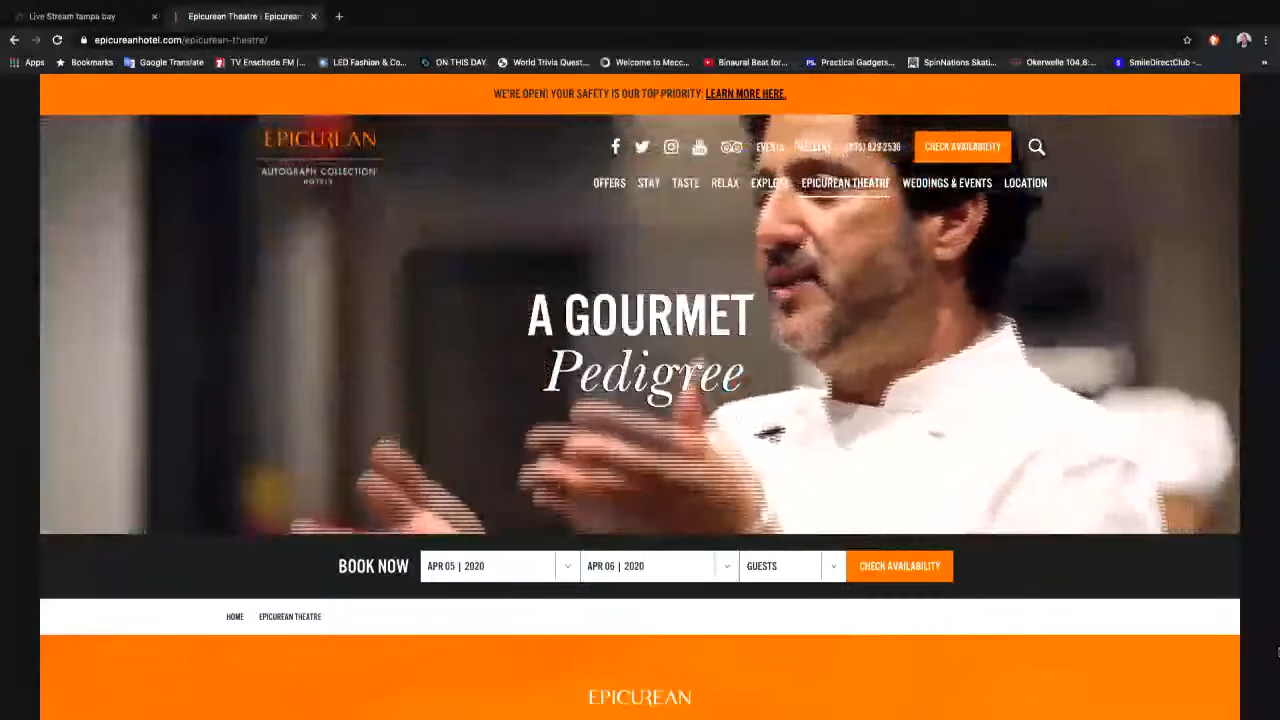 Live Stream tampa bay
Epicurean Theatre | Epicurean
epicureanhotel.com/epicurean-theatre/
Apps Bookmarks Google Translate TV Enschede FM |... LED Fashion & Co... ON THIS DAY World Trivia Quest... Welcome to Mecc... Binaural Beat for... Practical Gadgets... SpinNations Skati... Okerwelle 104,6:... SmileDirectClub -...
WE'RE OPEN! YOUR SAFETY IS OUR TOP PRIORITY. LEARN MORE HERE.
EPICUREAN
AUTOGRAPH COLLECTION
HOTELS
EVENTS GALLERY CHECK AVAILABILITY
OFFERS STAY TASTE RELAX EXPLORE EPICUREAN THEATRE WEDDINGS & EVENTS LOCATION
A GOURMET
Pedigree
BOOK NOW APR 05 | 2020 APR 06 | 2020 GUESTS CHECK AVAILABILITY
HOME EPICUREAN THEATRE
EPICUREAN